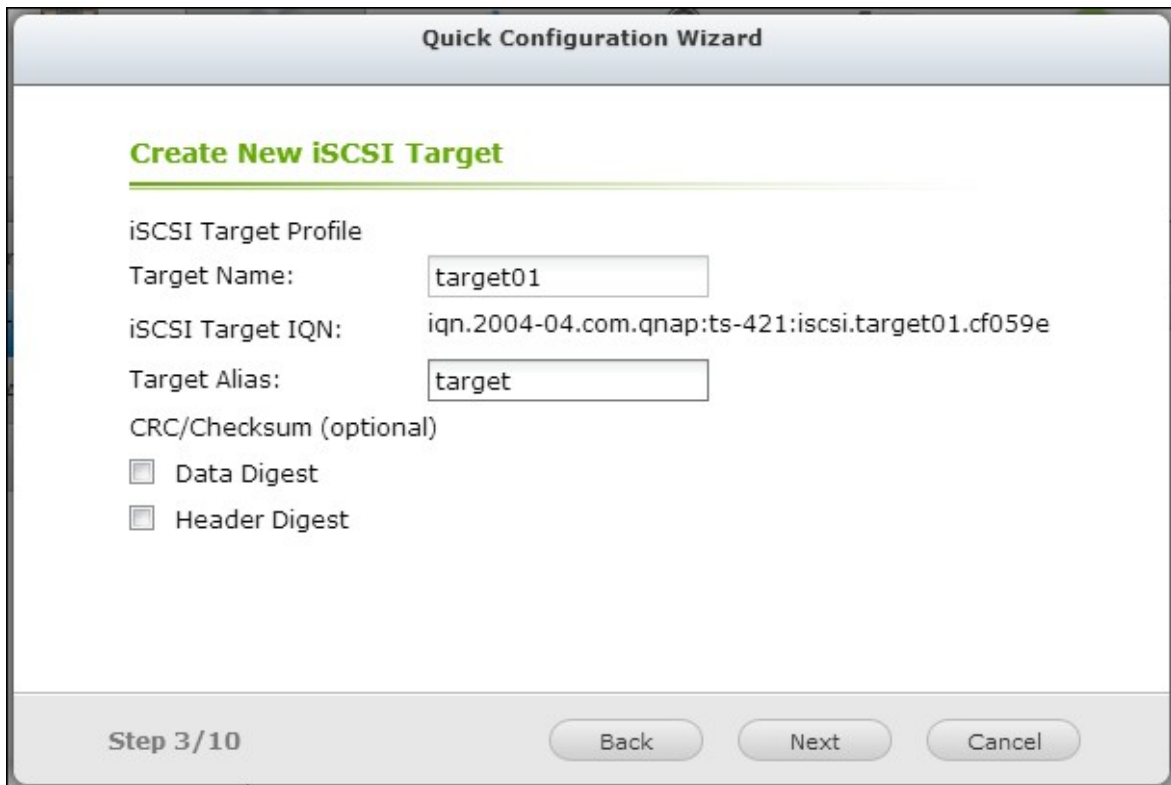 Quick Configuration Wizard
Create New iSCSI Target
iSCSI Target Profile
Target Name: target01
iSCSI Target IQN: iqn.2004-04.com.qnap:ts-421:iscsi.target01.cf059e
Target Alias: target
CRC/Checksum (optional)
Data Digest
Header Digest
Step 3/10 Back Next Cancel